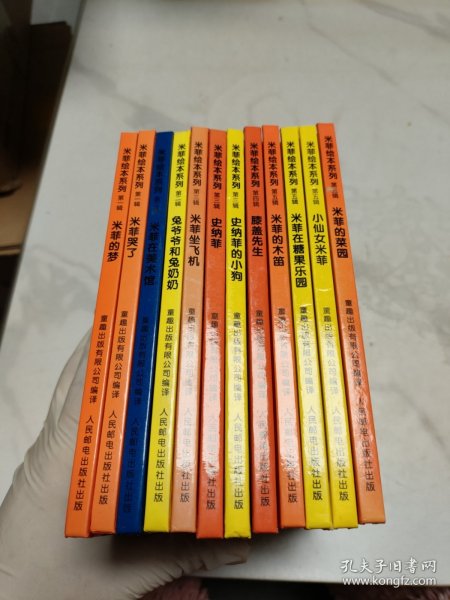 米菲绘本系列 第一辑 米菲的梦 童趣出版有限公司编译 人民邮电出版社出版
米菲绘本系列 第一辑 米菲哭了 童趣出版有限公司编译 人民邮电出版社出版
米菲绘本系列 米菲在美术馆 童趣出版有限公司编译 人民邮电出版社出版
米菲绘本系列 第二辑 兔爷爷和兔奶奶 童趣出版有限公司编译 人民邮电出版社出版
米菲绘本系列 第三辑 米菲坐飞机 童趣出版有限公司编译 人民邮电出版社出版
米菲绘本系列 第三辑 史纳菲 童趣出版有限公司编译 人民邮电出版社出版
米菲绘本系列 史纳菲的小狗 童趣出版有限公司编译 人民邮电出版社出版
米菲绘本系列 第四辑 膝盖先生 童趣出版有限公司编译 人民邮电出版社出版
米菲绘本系列 米菲的木笛 童趣出版有限公司编译 人民邮电出版社出版
米菲绘本系列 第五辑 米菲在糖果乐园 童趣出版有限公司编译 人民邮电出版社出版
米菲绘本系列 小仙女米菲 童趣出版有限公司编译 人民邮电出版社出版
米菲绘本系列 米菲的菜园 童趣出版有限公司编译 人民邮电出版社出版
孔夫子旧书网
www.kongfz.com